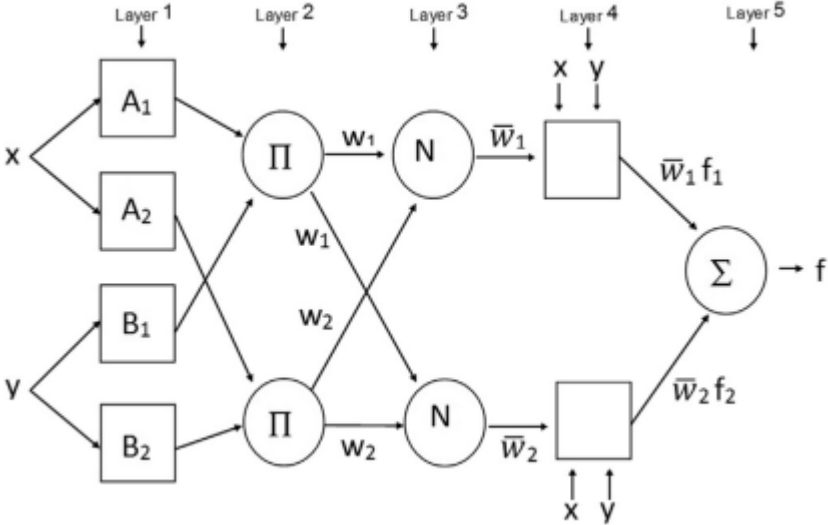 Layer 1 Layer 2 Layer 3 Layer 4 Layer 5
x y
A₁
∏ w₁ N w̅₁
x
w̅₁ f₁
A₂
w₁
∑ f
B₁
w₂
y
w̅₂ f₂
B₂
∏ w₂ N w̅₂
x y